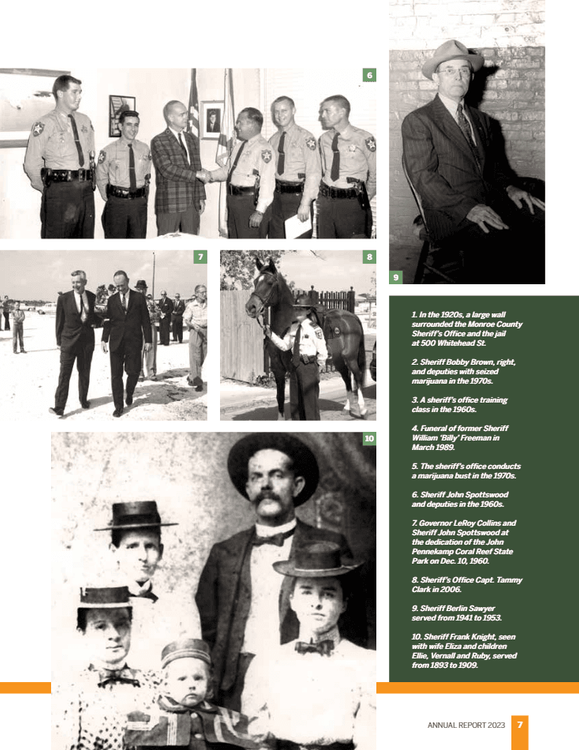 6
9
7
8
10
1. In the 1920s, a large wall
surrounded the Monroe County
Sheriff's Office and the jail
at 500 Whitehead St.
2. Sheriff Bobby Brown, right,
and deputies with seized
marijuana in the 1970s.
3. A sheriff's office training
class in the 1960s.
4. Funeral of former Sheriff
William 'Billy' Freeman in
March 1989.
5. The sheriff's office conducts
a marijuana bust in the 1970s.
6. Sheriff John Spottswood
and deputies in the 1960s.
7. Governor LeRoy Collins and
Sheriff John Spottswood at
the dedication of the John
Pennekamp Coral Reef State
Park on Dec. 10, 1960.
8. Sheriff's Office Capt. Tammy
Clark in 2006.
9. Sheriff Berlin Sawyer
served from 1941 to 1953.
10. Sheriff Frank Knight, seen
with wife Eliza and children
Ellie, Vernall and Ruby, served
from 1893 to 1909.
ANNUAL REPORT 2023 7